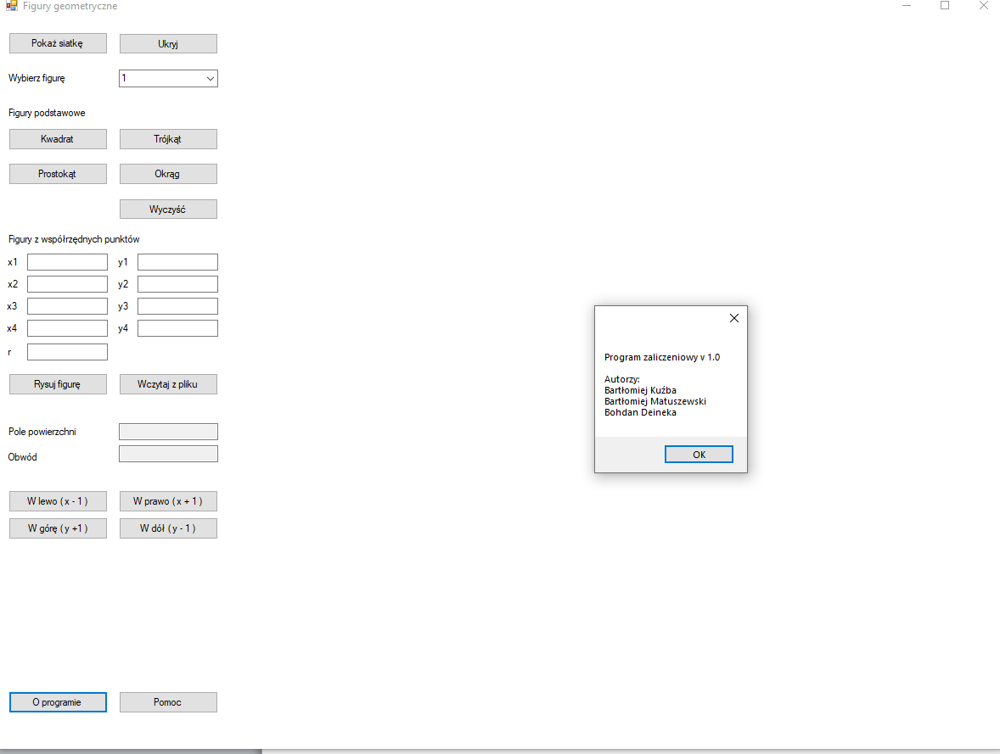 Figury geometryczne
Pokaż siatkę Ukryj
Wybierz figurę 1
Figury podstawowe
Kwadrat Trójkąt
Prostokąt Okrąg
Wyczyść
Figury z współrzędnych punktów
x1 y1
x2 y2
x3 y3
x4 y4
r
Rysuj figurę Wczytaj z pliku
Pole powierzchni
Obwód
W lewo ( x - 1 ) W prawo ( x + 1 )
W górę ( y +1 ) W dół ( y - 1 )
O programie Pomoc
Program zaliczeniowy v 1.0
Autorzy:
Bartłomiej Kuźba
Bartłomiej Matuszewski
Bohdan Deineka
OK